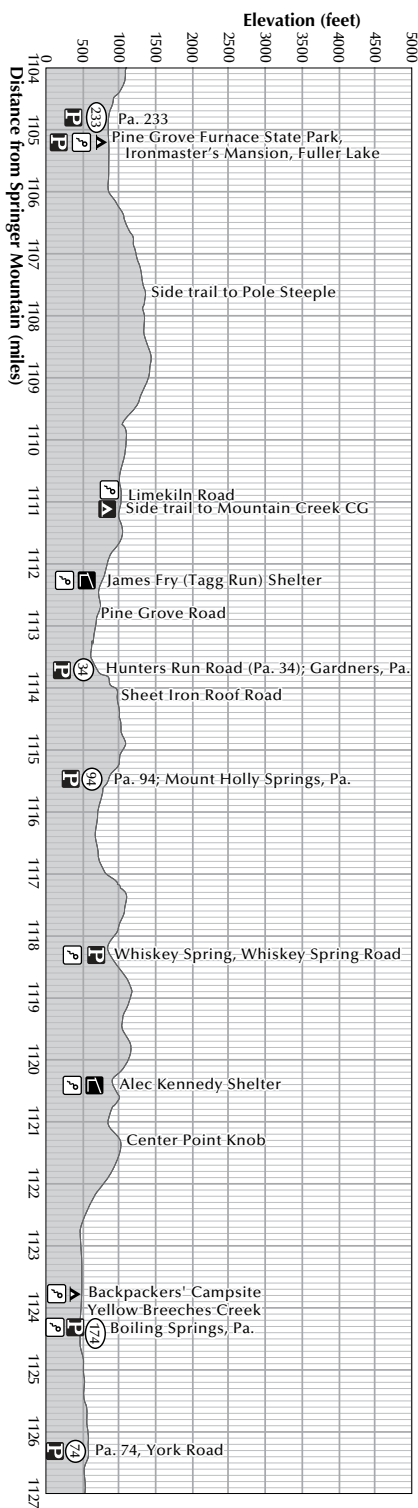 Elevation (feet)
0
500
1000
1500
2000
2500
3000
3500
4000
4500
5000
Distance from Springer Mountain (miles)
1104
1105
1106
1107
1108
1109
1110
1111
1112
1113
1114
1115
1116
1117
1118
1119
1120
1121
1122
1123
1124
1125
1126
1127
P 233 Pa. 233
P Pine Grove Furnace State Park,
Ironmaster's Mansion, Fuller Lake
Side trail to Pole Steeple
Limekiln Road
Side trail to Mountain Creek CG
James Fry (Tagg Run) Shelter
Pine Grove Road
P 34 Hunters Run Road (Pa. 34); Gardners, Pa.
Sheet Iron Roof Road
P 94 Pa. 94; Mount Holly Springs, Pa.
P Whiskey Spring, Whiskey Spring Road
Alec Kennedy Shelter
Center Point Knob
Backpackers' Campsite
Yellow Breeches Creek
P 174 Boiling Springs, Pa.
P 74 Pa. 74, York Road